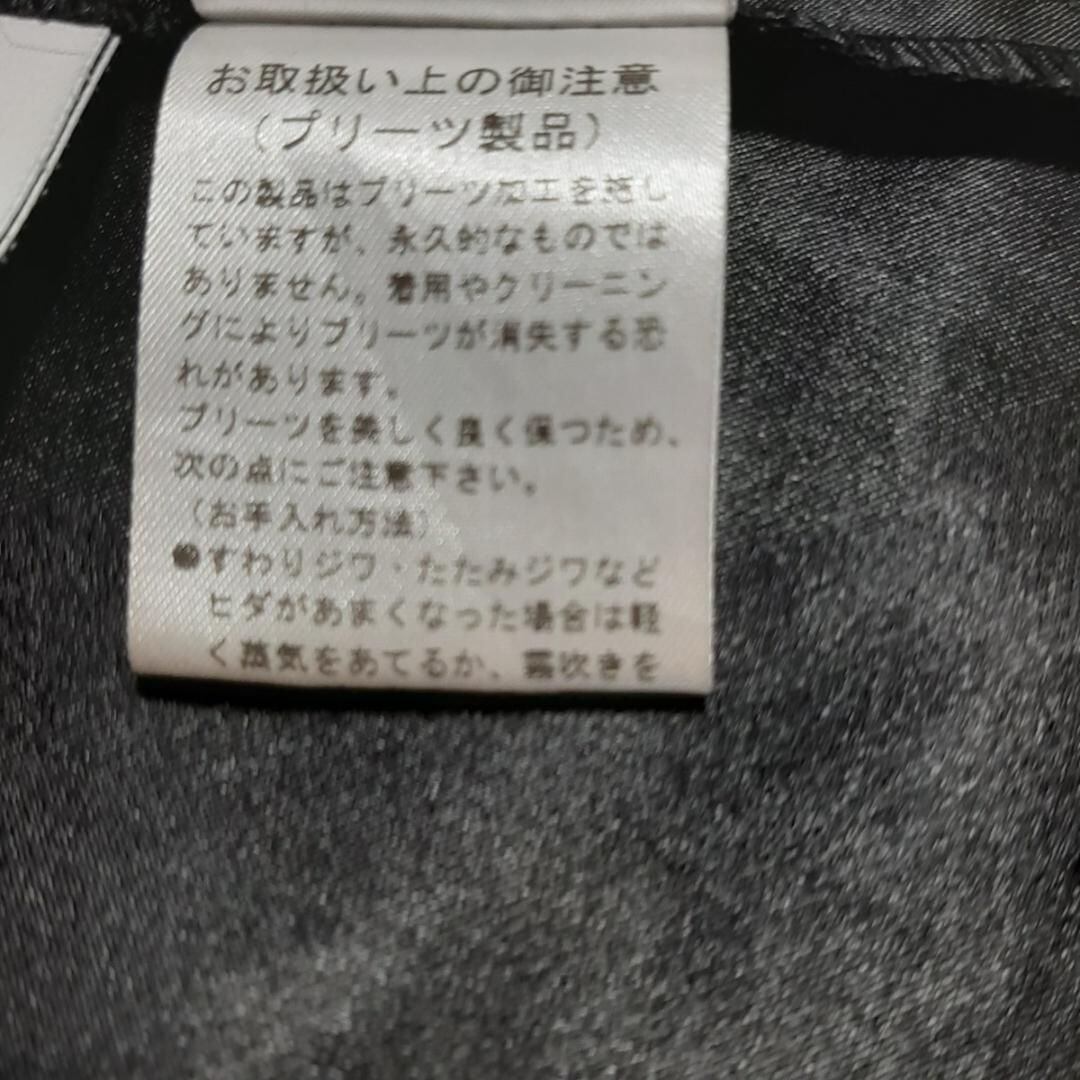 お取扱い上の御注意
(プリーツ製品)
この製品はプリーツ加工を施し
ていますが、永久的なものでは
ありません。着用やクリーニン
グによりプリーツが消失する恐
れがあります。
プリーツを美しく良く保つため、
次の点にご注意下さい。
(お手入れ方法)
●すわりジワ・たたみジワなど
ヒダがあまくなった場合は軽
く蒸気をあてるか、霧吹きを